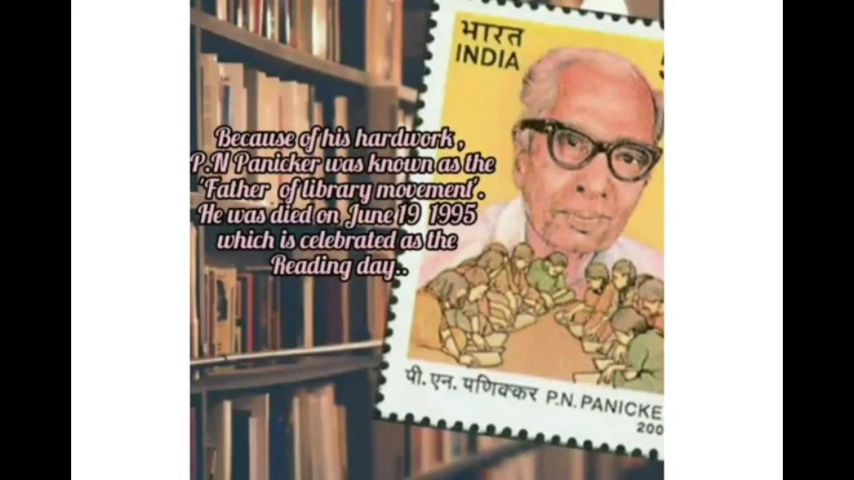 भारत
INDIA
Because of his hardwork,
P.N Panicker was known as the
'Father of library movement'.
He was died on June 19 1995
which is celebrated as the
Reading day..
पी. एन. पणिक्कर P.N. PANICKE
200